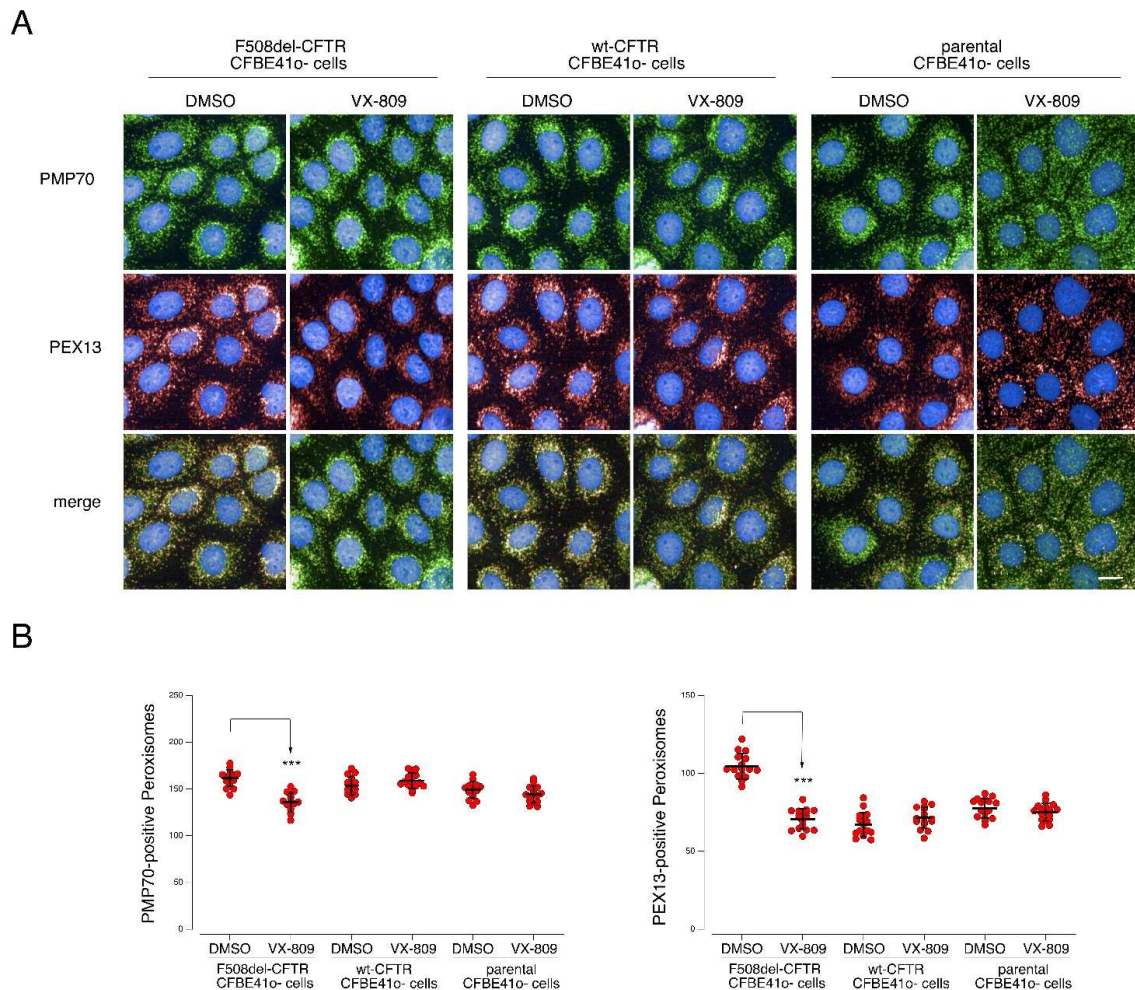 A
F508del-CFTR
CFBE41o- cells
wt-CFTR
CFBE41o- cells
parental
CFBE41o- cells
DMSO VX-809 DMSO VX-809 DMSO VX-809
PMP70
PEX13
merge
B
PMP70-positive Peroxisomes
250
200
150
100
50
0
***
DMSO VX-809 DMSO VX-809 DMSO VX-809
F508del-CFTR
CFBE41o- cells
wt-CFTR
CFBE41o- cells
parental
CFBE41o- cells
PEX13-positive Peroxisomes
150
100
50
0
***
DMSO VX-809 DMSO VX-809 DMSO VX-809
F508del-CFTR
CFBE41o- cells
wt-CFTR
CFBE41o- cells
parental
CFBE41o- cells